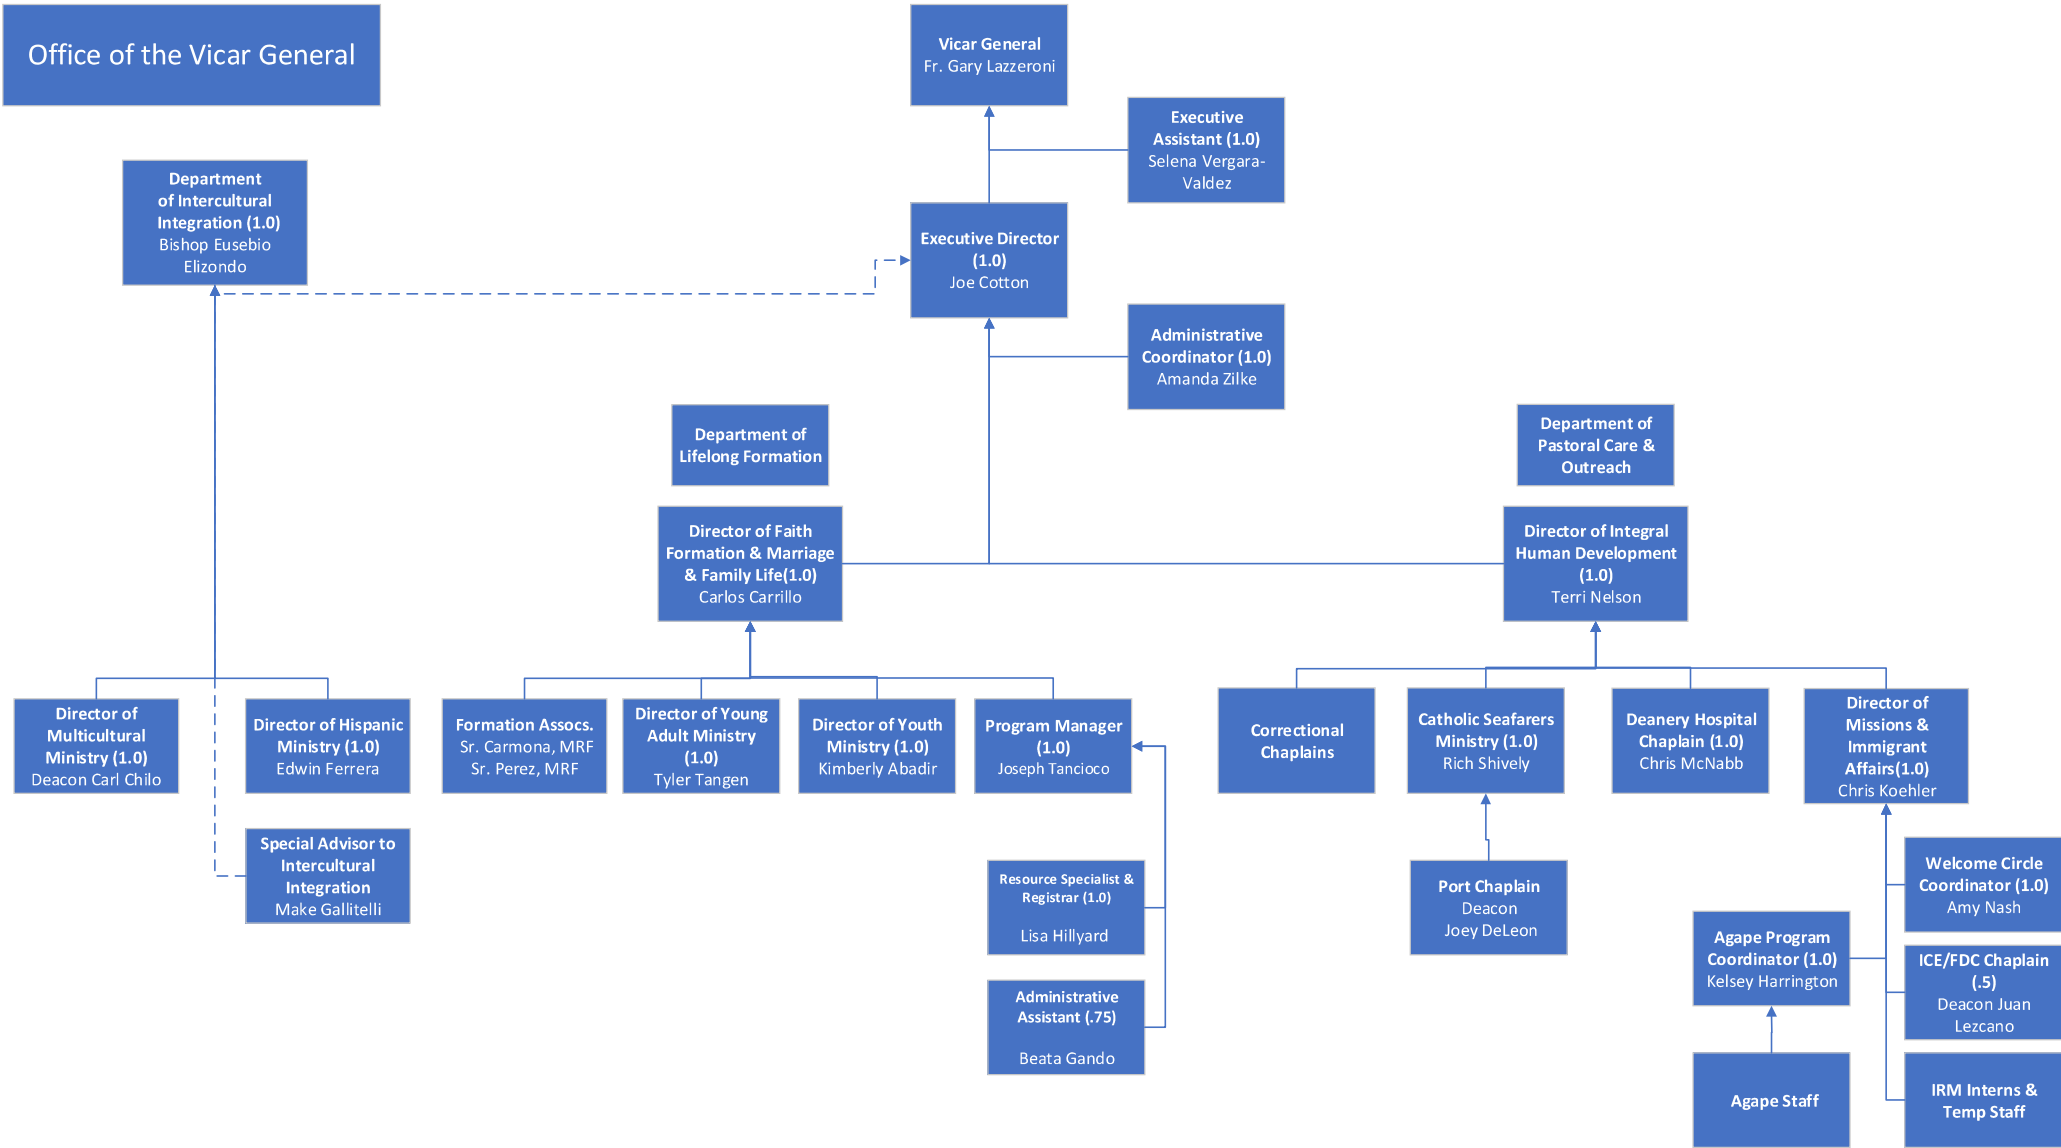 Office of the Vicar General
Vicar General
Fr. Gary Lazzeroni
Executive
Assistant (1.0)
Selena Vergara-
Valdez
Department
of Intercultural
Integration (1.0)
Bishop Eusebio
Elizondo
Executive Director
(1.0)
Joe Cotton
Administrative
Coordinator (1.0)
Amanda Zilke
Department of
Lifelong Formation
Department of
Pastoral Care &
Outreach
Director of Faith
Formation & Marriage
& Family Life(1.0)
Carlos Carrillo
Director of Integral
Human Development
(1.0)
Terri Nelson
Director of
Multicultural
Ministry (1.0)
Deacon Carl Chilo
Director of Hispanic
Ministry (1.0)
Edwin Ferrera
Formation Assocs.
Sr. Carmona, MRF
Sr. Perez, MRF
Director of Young
Adult Ministry
(1.0)
Tyler Tangen
Director of Youth
Ministry (1.0)
Kimberly Abadir
Program Manager
(1.0)
Joseph Tancioco
Correctional
Chaplains
Catholic Seafarers
Ministry (1.0)
Rich Shively
Deanery Hospital
Chaplain (1.0)
Chris McNabb
Director of
Missions &
Immigrant
Affairs(1.0)
Chris Koehler
Special Advisor to
Intercultural
Integration
Make Gallitelli
Resource Specialist &
Registrar (1.0)
Lisa Hillyard
Port Chaplain
Deacon
Joey DeLeon
Welcome Circle
Coordinator (1.0)
Amy Nash
Agape Program
Coordinator (1.0)
Kelsey Harrington
ICE/FDC Chaplain
(.5)
Deacon Juan
Lezcano
Administrative
Assistant (.75)
Beata Gando
Agape Staff
IRM Interns &
Temp Staff